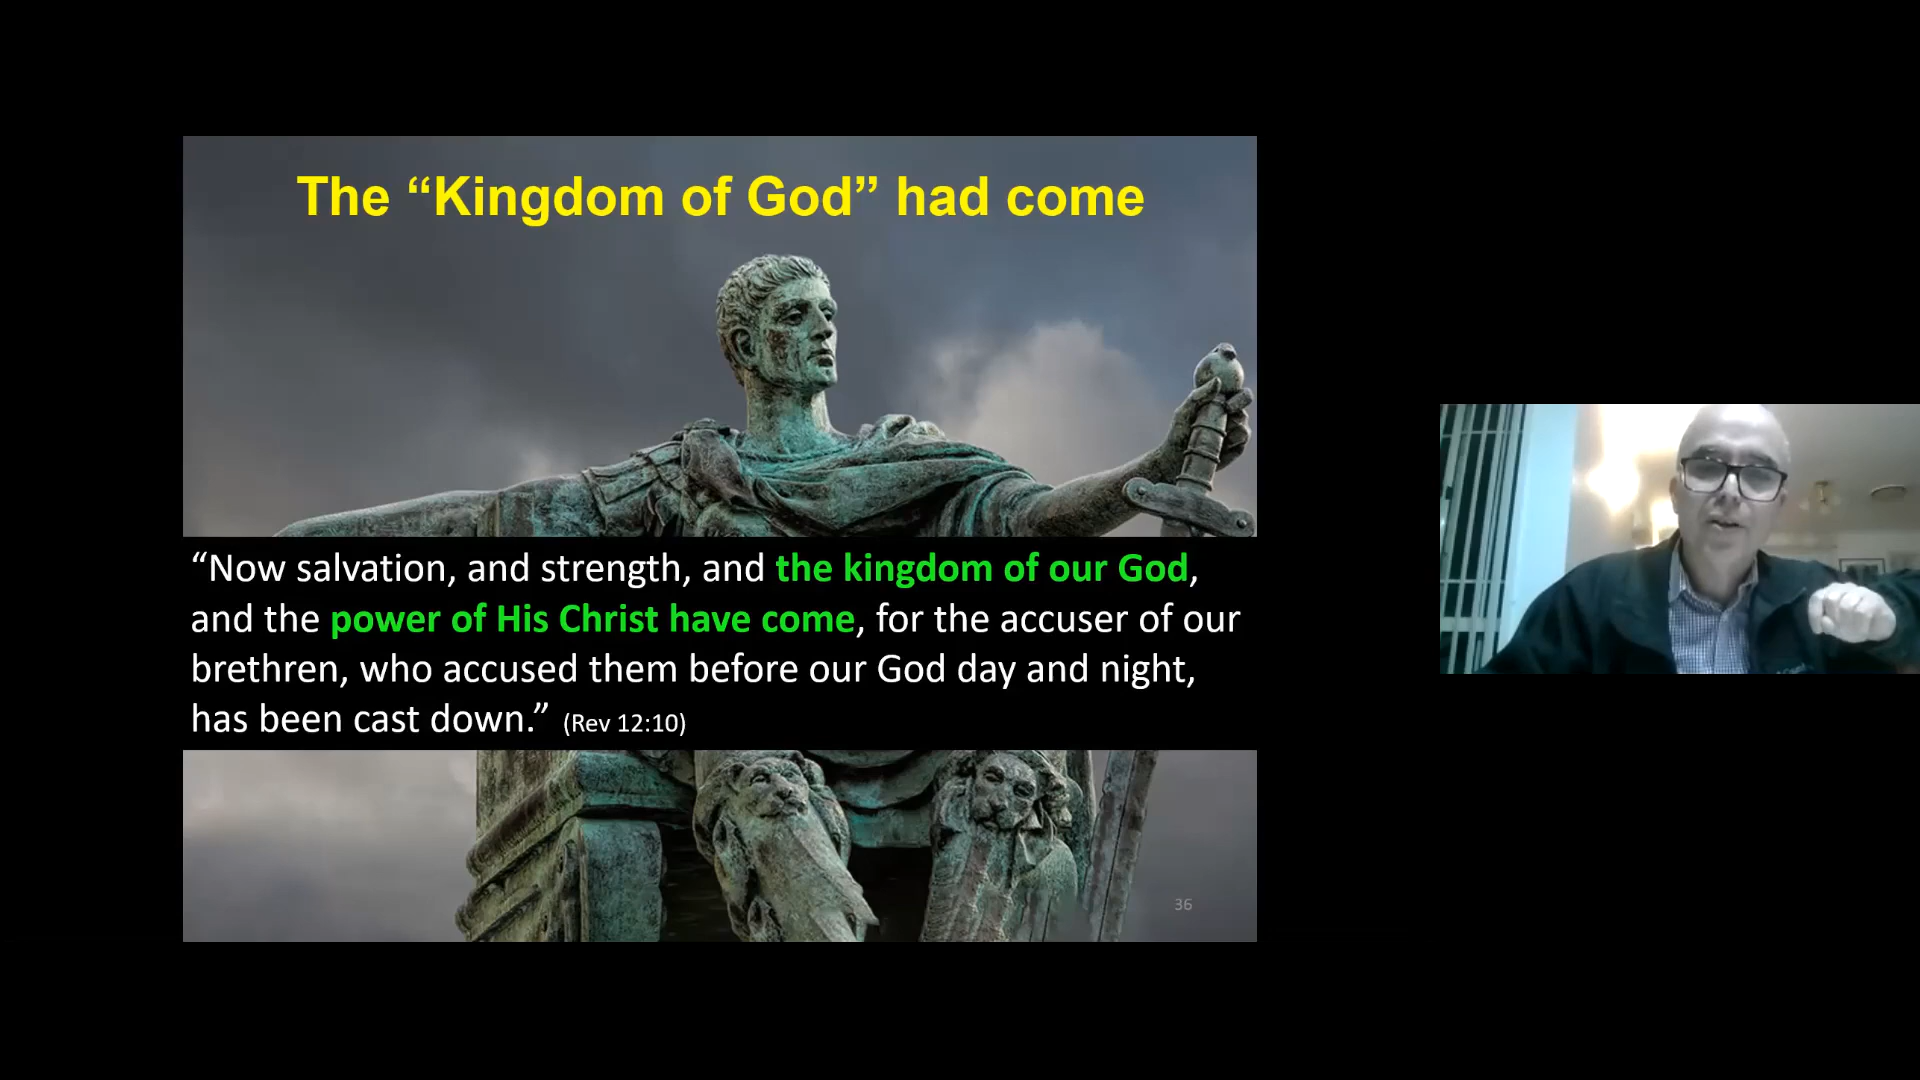 The “Kingdom of God” had come
“Now salvation, and strength, and the kingdom of our God,
and the power of His Christ have come, for the accuser of our
brethren, who accused them before our God day and night,
has been cast down.” (Rev 12:10)
36